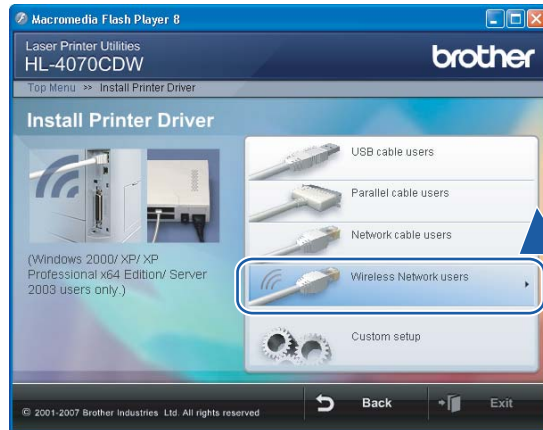 Macromedia Flash Player 8
Laser Printer Utilities
HL-4070CDW
brother
Top Menu >> Install Printer Driver
Install Printer Driver
USB cable users
Parallel cable users
Network cable users
(Windows 2000/ XP/ XP
Professional x64 Edition/ Server
2003 users only.)
Wireless Network users
Custom setup
© 2001-2007 Brother Industries Ltd. All rights reserved
Back
Exit